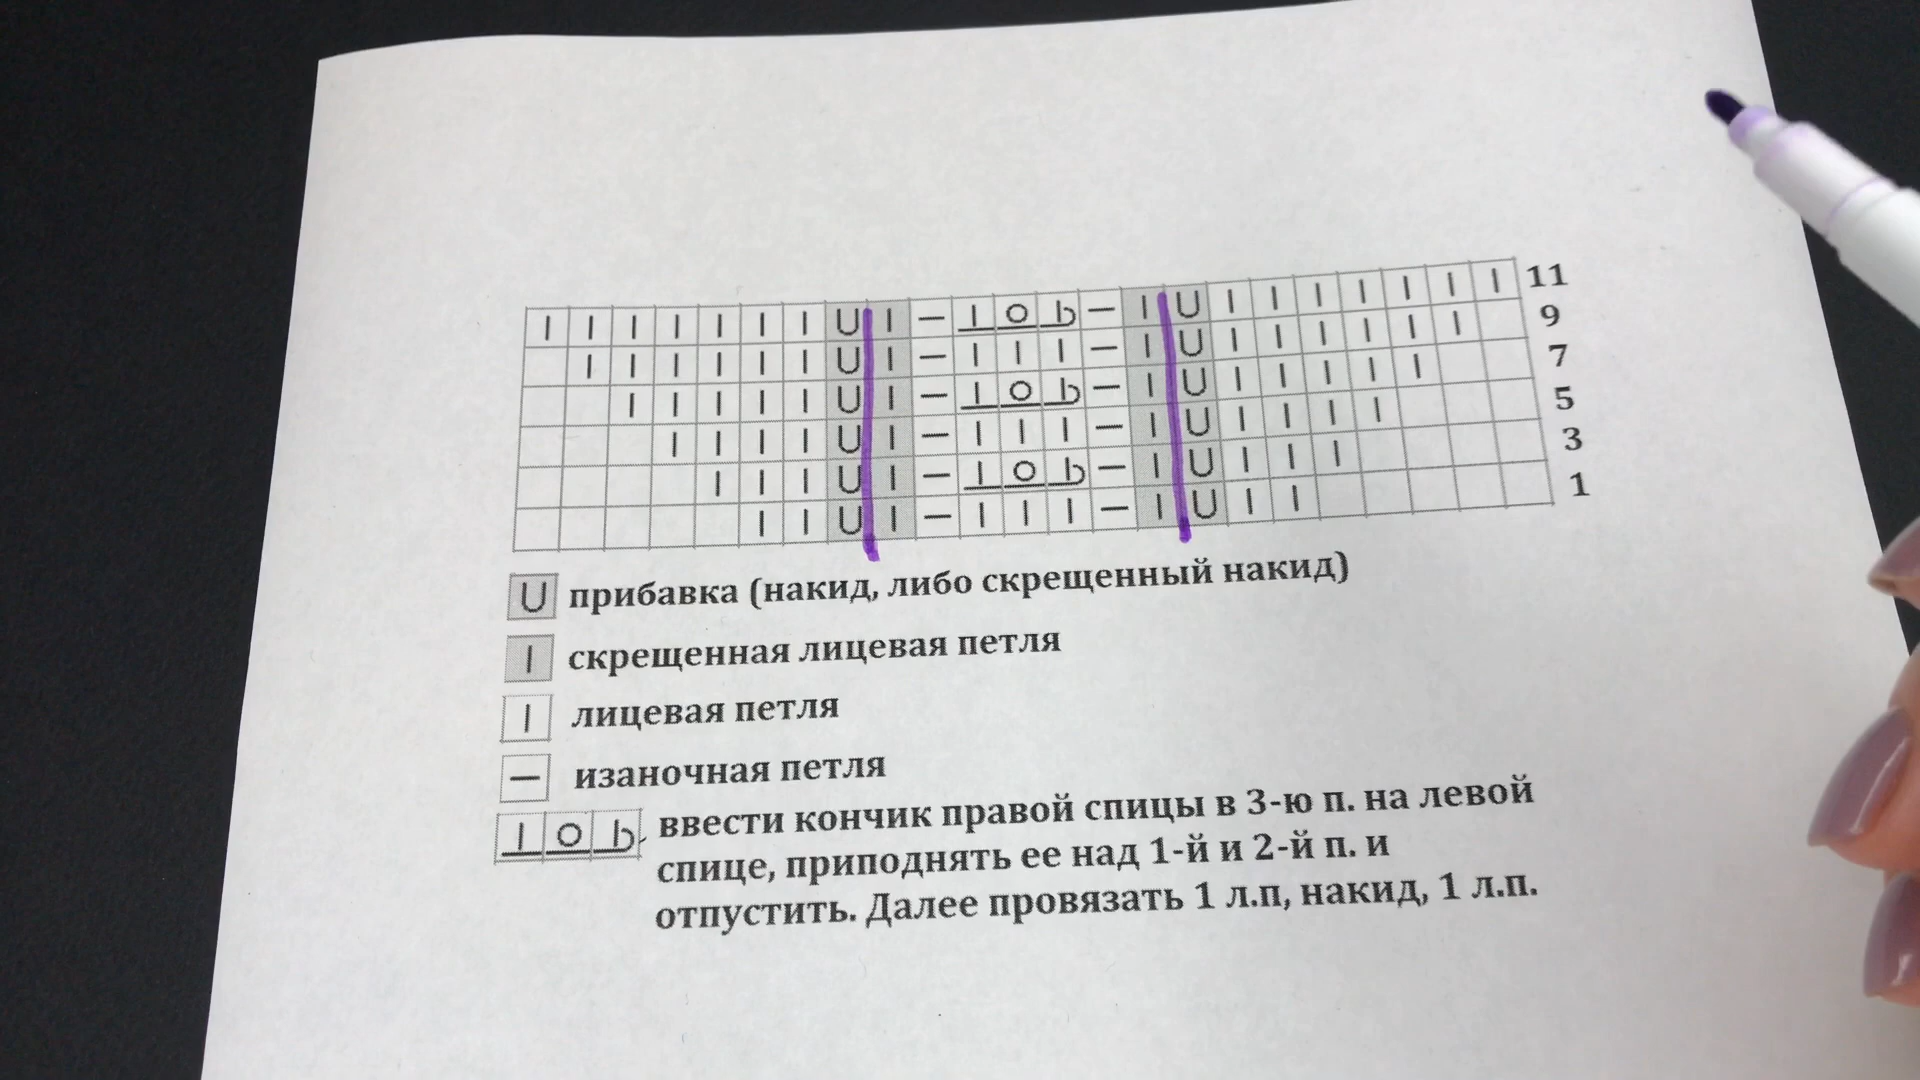 I I I I I I I U I — I o b — I U I I I I I I I 11
I I I I I I U I — I I I — I U I I I I I I 9
I I I I I U I — I o b — I U I I I I I 7
I I I I U I — I I I — I U I I I I 5
I I I U I — I o b — I U I I I 3
I I U I — I I I — I U I I 1
U прибавка (накид, либо скрещенный накид)
I скрещенная лицевая петля
I лицевая петля
— изаночная петля
I o b ввести кончик правой спицы в 3-ю п. на левой
спице, приподнять ее над 1-й и 2-й п. и
отпустить. Далее провязать 1 л.п, накид, 1 л.п.